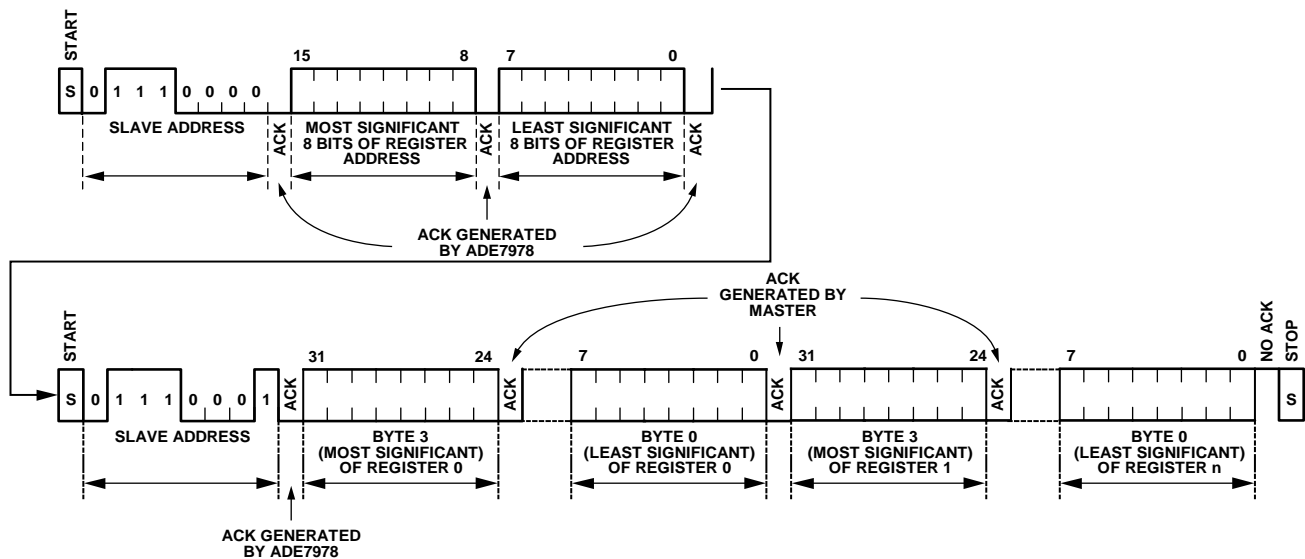 START
15 8 7 0
S 0 1 1 1 0 0 0 0
SLAVE ADDRESS
ACK
MOST SIGNIFICANT
8 BITS OF REGISTER
ADDRESS
ACK
LEAST SIGNIFICANT
8 BITS OF REGISTER
ADDRESS
ACK
ACK GENERATED
BY ADE7978
ACK
GENERATED BY
MASTER
START
31 24 7 0 31 24 7 0
NO ACK
STOP
S 0 1 1 1 0 0 0 1
ACK
ACK
ACK
ACK
S
SLAVE ADDRESS
BYTE 3
(MOST SIGNIFICANT)
OF REGISTER 0
BYTE 0
(LEAST SIGNIFICANT)
OF REGISTER 0
BYTE 3
(MOST SIGNIFICANT)
OF REGISTER 1
BYTE 0
(LEAST SIGNIFICANT)
OF REGISTER n
ACK GENERATED
BY ADE7978